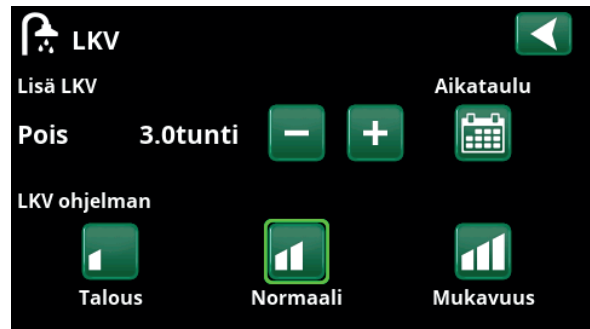 LKV
Lisä LKV
Aikataulu
Pois 3.0tunti
LKV ohjelman
Talous Normaali Mukavuus